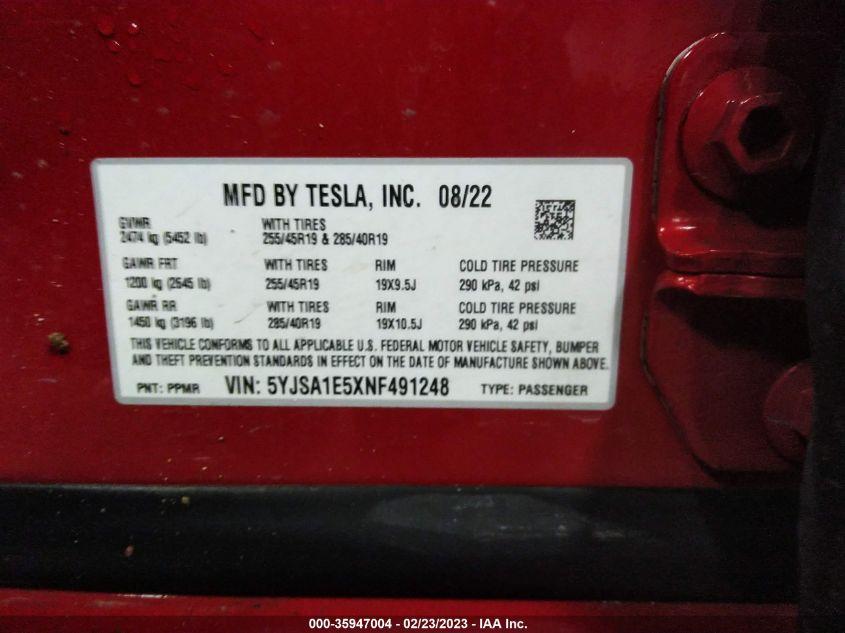 MFD BY TESLA, INC. 08/22
GVWR WITH TIRES
2474 kg (5452 lb) 255/45R19 & 285/40R19
GAWR FRT WITH TIRES RIM COLD TIRE PRESSURE
1200 kg (2645 lb) 255/45R19 19X9.5J 290 kPa, 42 psi
GAWR RR WITH TIRES RIM COLD TIRE PRESSURE
1450 kg (3196 lb) 285/40R19 19X10.5J 290 kPa, 42 psi
THIS VEHICLE CONFORMS TO ALL APPLICABLE U.S. FEDERAL MOTOR VEHICLE SAFETY, BUMPER
AND THEFT PREVENTION STANDARDS IN EFFECT ON THE DATE OF MANUFACTURE SHOWN ABOVE.
PNT: PPMR VIN: 5YJSA1E5XNF491248 TYPE: PASSENGER
000-35947004 / 02/23/2023 - IAA Inc.